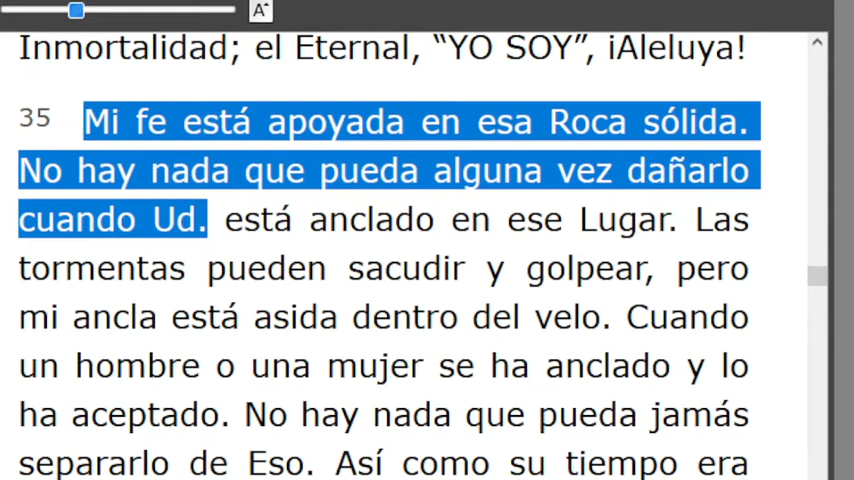 A
Inmortalidad; el Eternal, “YO SOY”, ¡Aleluya!
35 Mi fe está apoyada en esa Roca sólida.
No hay nada que pueda alguna vez dañarlo
cuando Ud. está anclado en ese Lugar. Las
tormentas pueden sacudir y golpear, pero
mi ancla está asida dentro del velo. Cuando
un hombre o una mujer se ha anclado y lo
ha aceptado. No hay nada que pueda jamás
separarlo de Eso. Así como su tiempo era